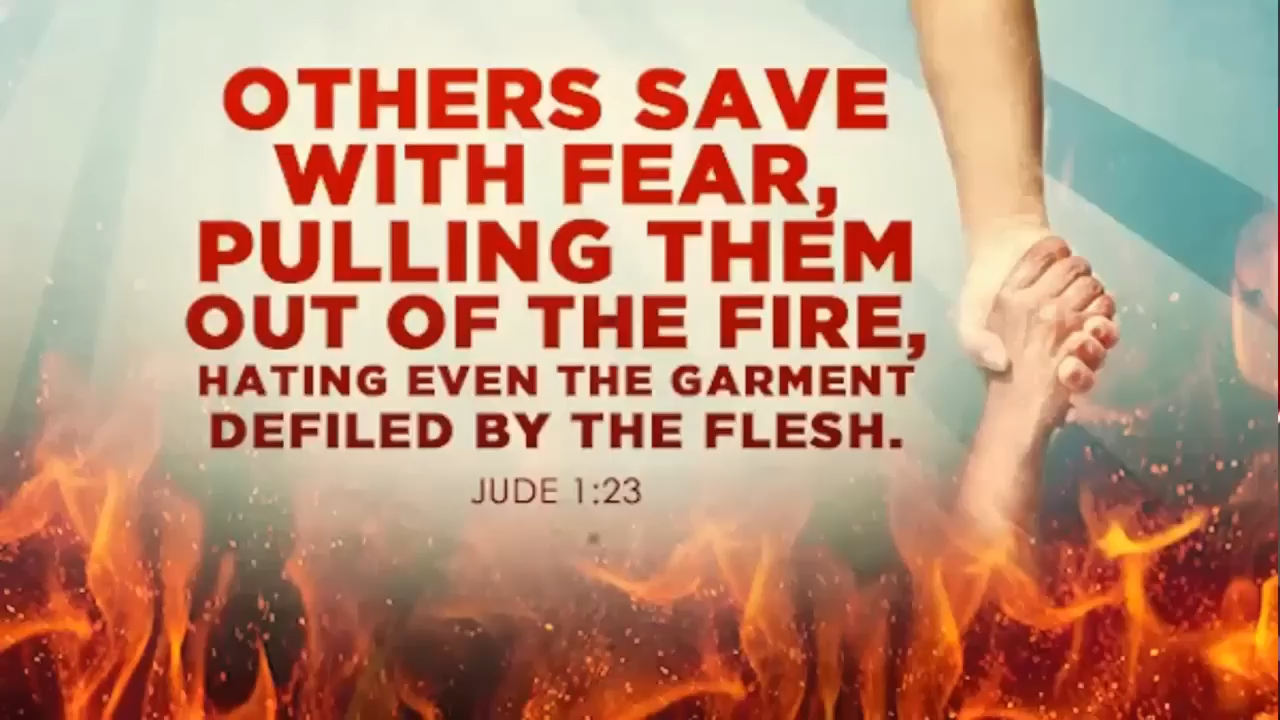 OTHERS SAVE
WITH FEAR,
PULLING THEM
OUT OF THE FIRE,
HATING EVEN THE GARMENT
DEFILED BY THE FLESH.
JUDE 1:23